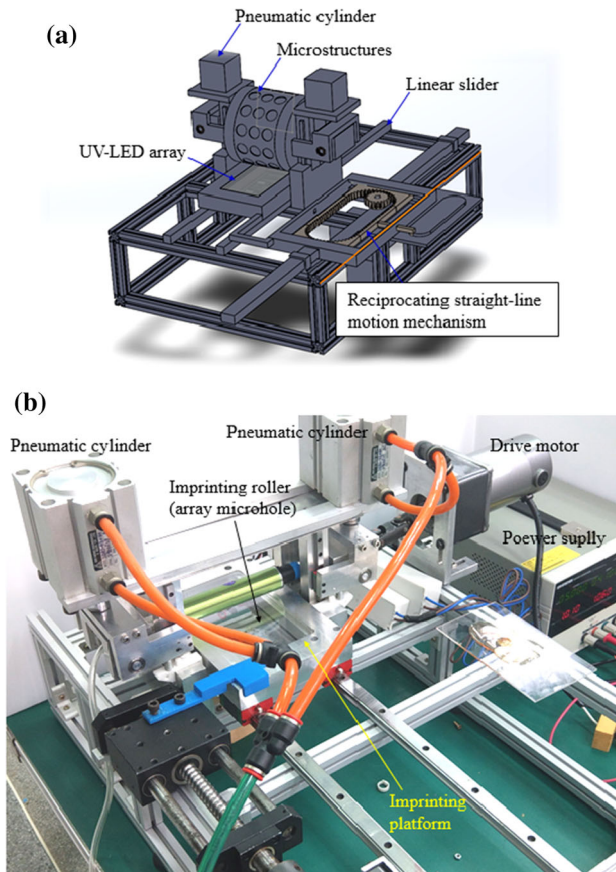 (a)
Pneumatic cylinder
Microstructures
Linear slider
UV-LED array
Reciprocating straight-line
motion mechanism
(b)
Pneumatic cylinder
Pneumatic cylinder
Drive motor
Imprinting roller
(array microhole)
Poewer suplly
Imprinting
platform